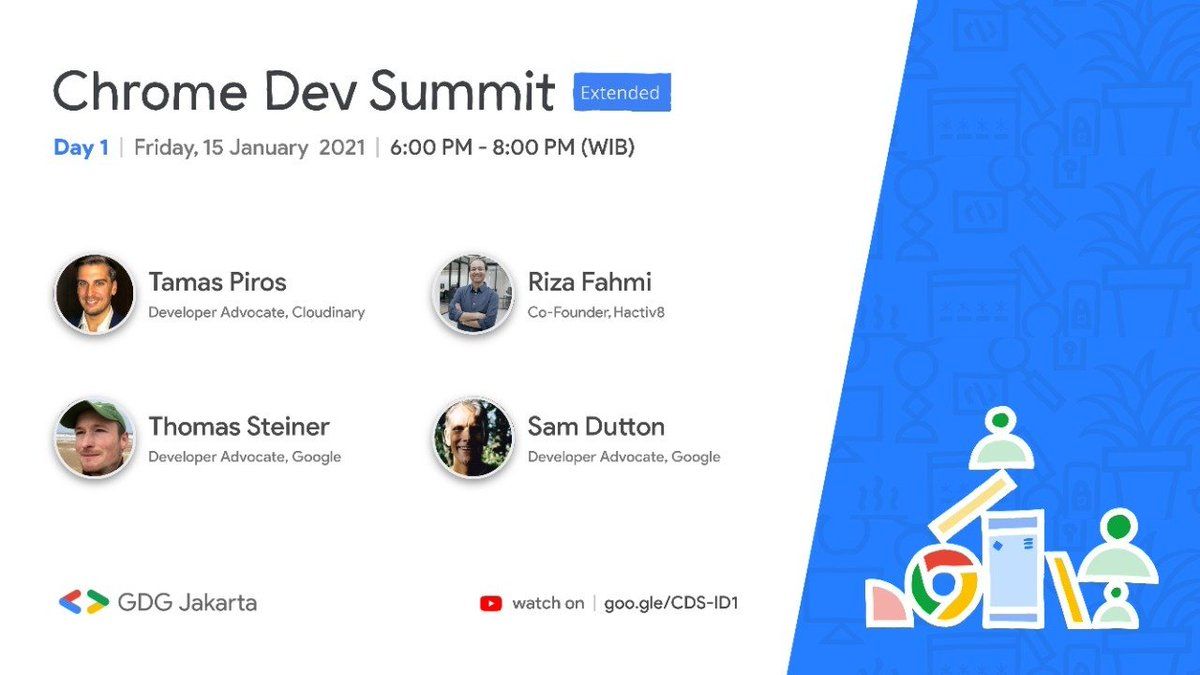 Chrome Dev Summit Extended
Day 1 | Friday, 15 January 2021 | 6:00 PM - 8:00 PM (WIB)
Tamas Piros
Developer Advocate, Cloudinary
Riza Fahmi
Co-Founder, Hactiv8
Thomas Steiner
Developer Advocate, Google
Sam Dutton
Developer Advocate, Google
GDG Jakarta
watch on | goo.gle/CDS-ID1